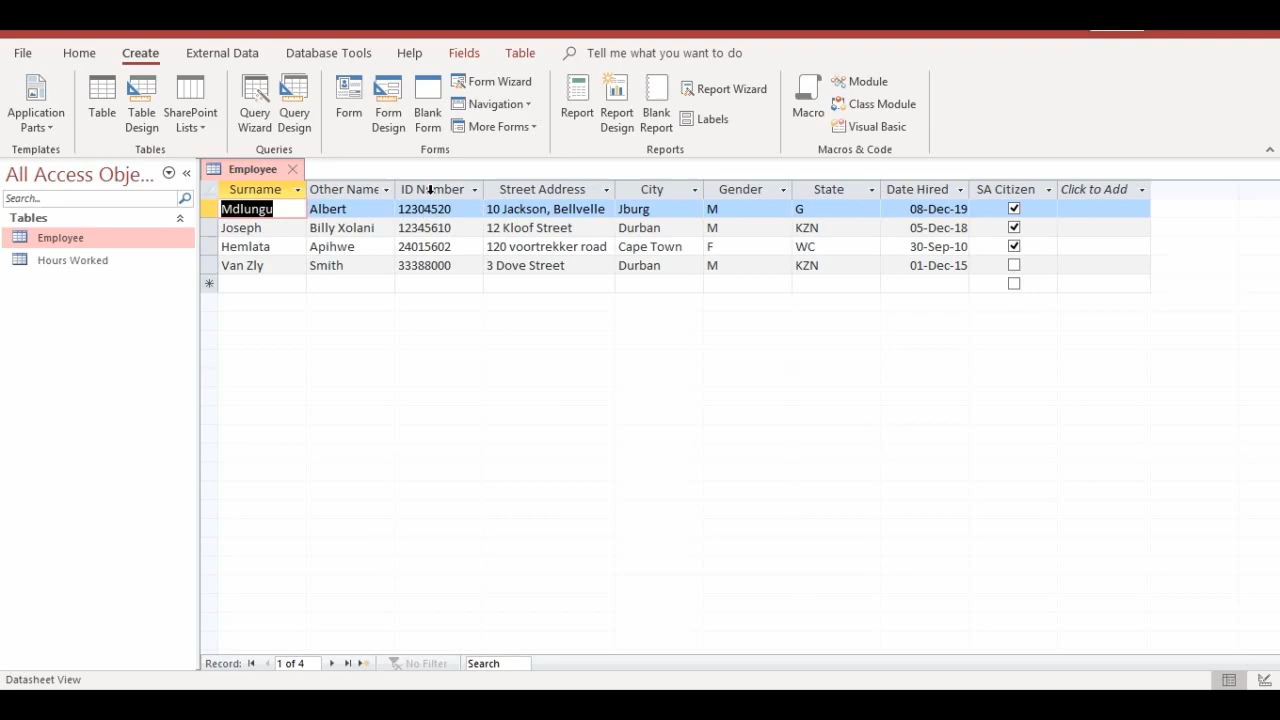 File Home Create External Data Database Tools Help Fields Table Tell me what you want to do
Application Parts Table Table Design SharePoint Lists Query Wizard Query Design Form Form Design Blank Form Form Wizard Navigation More Forms Report Report Design Blank Report Report Wizard Labels Macro Module Class Module Visual Basic
Templates Tables Queries Forms Reports Macros & Code
All Access Obje...
Search...
Tables
Employee
Hours Worked
Employee
Surname Other Name ID Number Street Address City Gender State Date Hired SA Citizen Click to Add
Mdlungu Albert 12304520 10 Jackson, Bellvelle Jburg M G 08-Dec-19
Joseph Billy Xolani 12345610 12 Kloof Street Durban M KZN 05-Dec-18
Hemlata Apihwe 24015602 120 voortrekker road Cape Town F WC 30-Sep-10
Van Zly Smith 33388000 3 Dove Street Durban M KZN 01-Dec-15
Record: 1 of 4 No Filter Search
Datasheet View